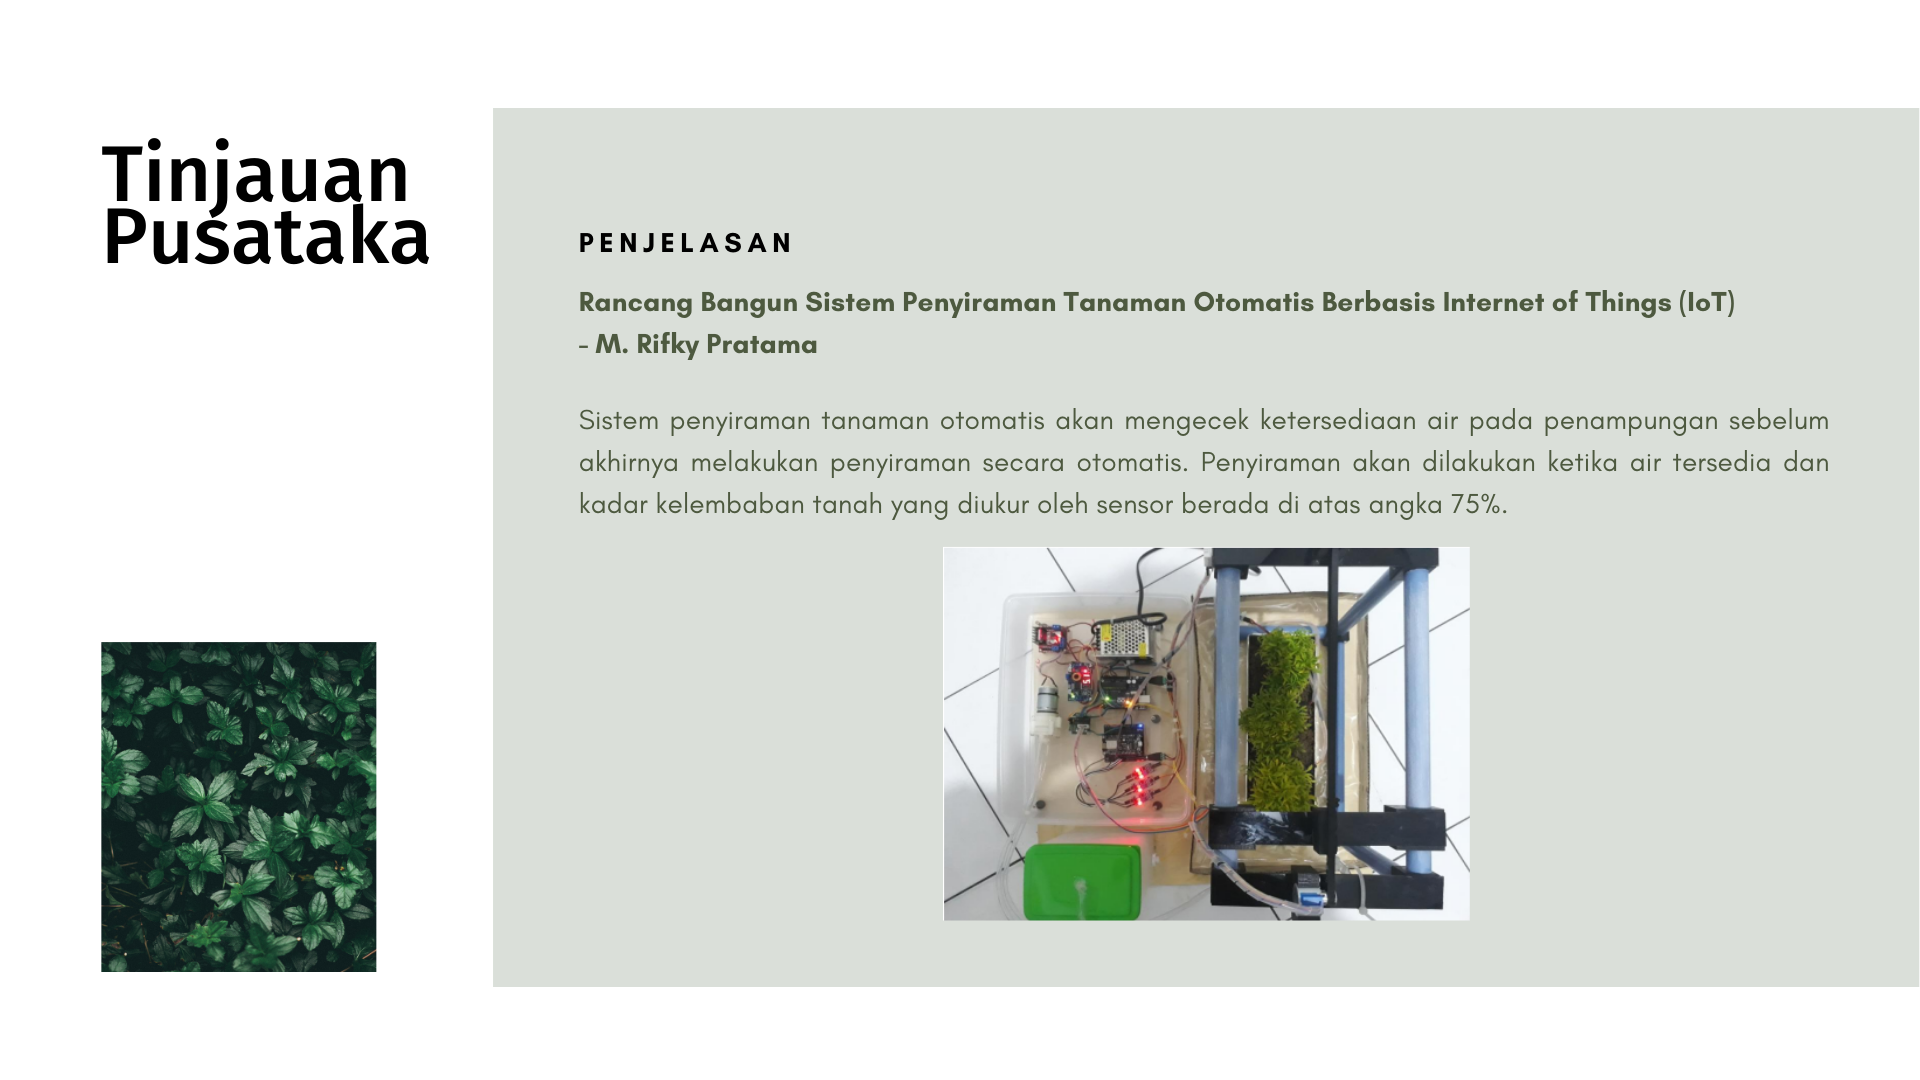 Tinjauan
Pusataka
PENJELASAN
Rancang Bangun Sistem Penyiraman Tanaman Otomatis Berbasis Internet of Things (IoT)
- M. Rifky Pratama
Sistem penyiraman tanaman otomatis akan mengecek ketersediaan air pada penampungan sebelum
akhirnya melakukan penyiraman secara otomatis. Penyiraman akan dilakukan ketika air tersedia dan
kadar kelembaban tanah yang diukur oleh sensor berada di atas angka 75%.